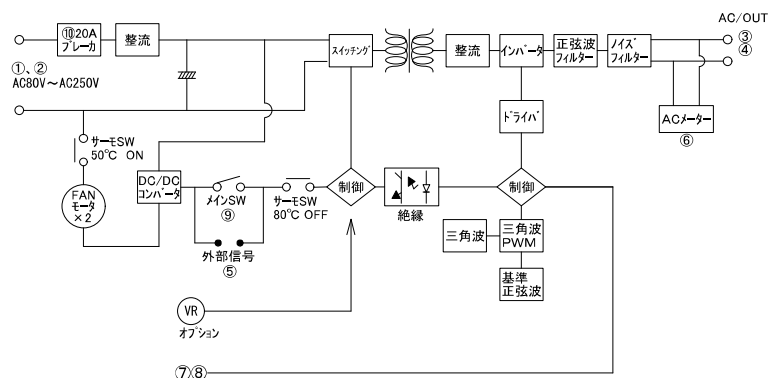 AC/OUT
⑩20A
ブレーカ
整流
スイッチング
整流
インバータ
正弦波
フィルター
ノイズ
フィルター
③
④
①、②
AC80V～AC250V
ドライバ
ACメーター
⑥
サーモSW
50℃ ON
FAN
モータ
×2
DC/DC
コンバータ
メインSW
⑨
サーモSW
80℃ OFF
制御
絶縁
制御
外部信号
⑤
三角波
三角波
PWM
基準
正弦波
VR
オプション
⑦⑧